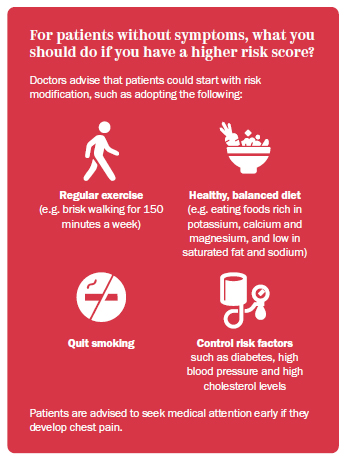 For patients without symptoms, what you
should do if you have a higher risk score?
Doctors advise that patients could start with risk
modification, such as adopting the following:
Regular exercise
(e.g. brisk walking for 150
minutes a week)
Healthy, balanced diet
(e.g. eating foods rich in
potassium, calcium and
magnesium, and low in
saturated fat and sodium)
Quit smoking
Control risk factors
such as diabetes, high
blood pressure and high
cholesterol levels
Patients are advised to seek medical attention early if they
develop chest pain.